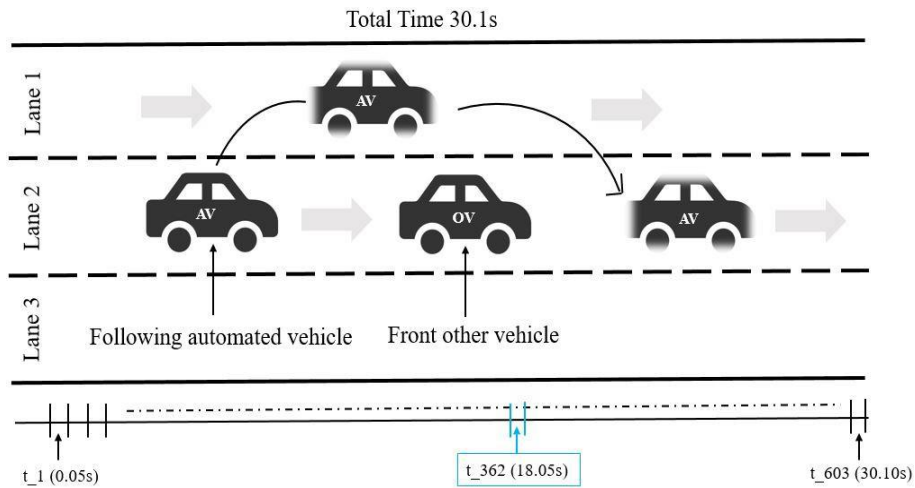 Total Time 30.1s
Lane 1
AV
Lane 2
AV
OV
AV
Lane 3
Following automated vehicle
Front other vehicle
t_1 (0.05s)
t_362 (18.05s)
t_603 (30.10s)